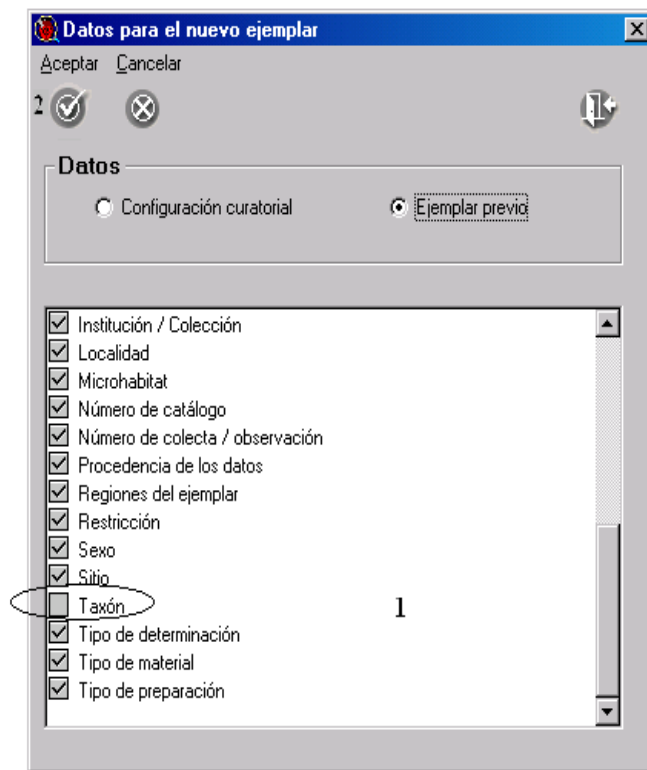 Datos para el nuevo ejemplar
Aceptar Cancelar
2
Datos
Configuración curatorial Ejemplar previo
Institución / Colección
Localidad
Microhabitat
Número de catálogo
Número de colecta / observación
Procedencia de los datos
Regiones del ejemplar
Restricción
Sexo
Sitio
Taxón 1
Tipo de determinación
Tipo de material
Tipo de preparación